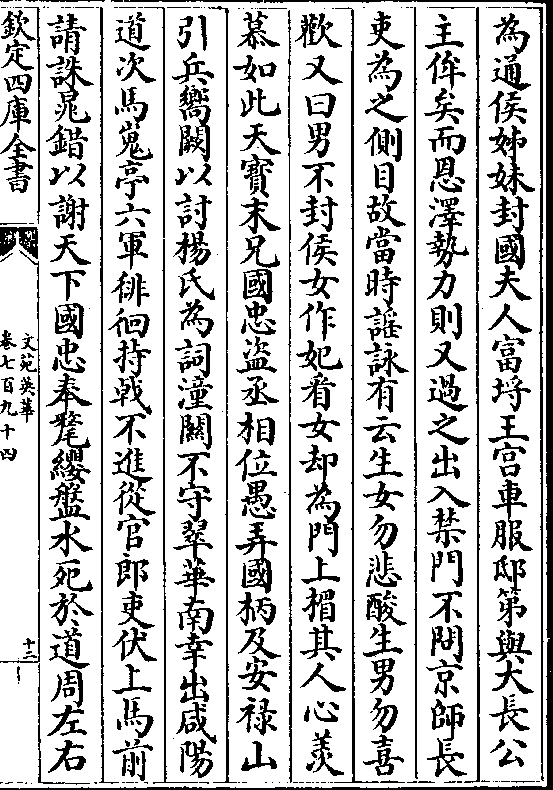 為通侯姊妹封國夫人富埒王宫車服邸第與大長公
主侔矣而恩澤勢力則又過之出入禁門不問京師長
吏為之側目故當時謡詠有云生女勿悲酸生男勿喜
歡又曰男不封侯女作妃㸔女却為門上楣其人心羨
慕如此天寳末兄國忠盗丞相位愚弄國柄及安禄山
引兵嚮闕以討楊氏為詞潼闗不守翠華南幸出咸陽
道次馬嵬亭六軍徘徊持㦸不進從官郎吏伏上馬前
請誅晁錯以謝天下國忠奉氂纓盤水死於道周左右
欽定四庫全書
文苑英華
卷七百九十四
十三